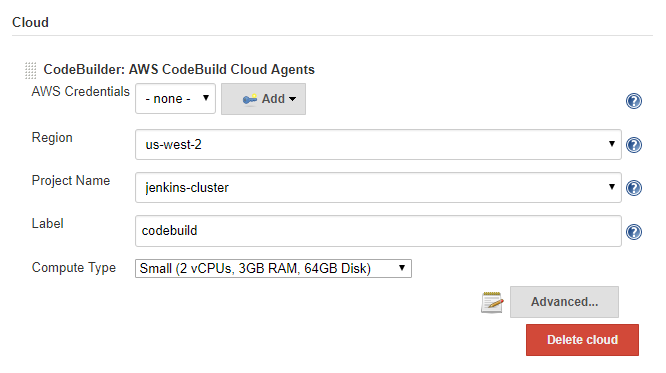 Cloud
CodeBuilder: AWS CodeBuild Cloud Agents
AWS Credentials - none - Add
Region us-west-2
Project Name jenkins-cluster
Label codebuild
Compute Type Small (2 vCPUs, 3GB RAM, 64GB Disk)
Advanced...
Delete cloud